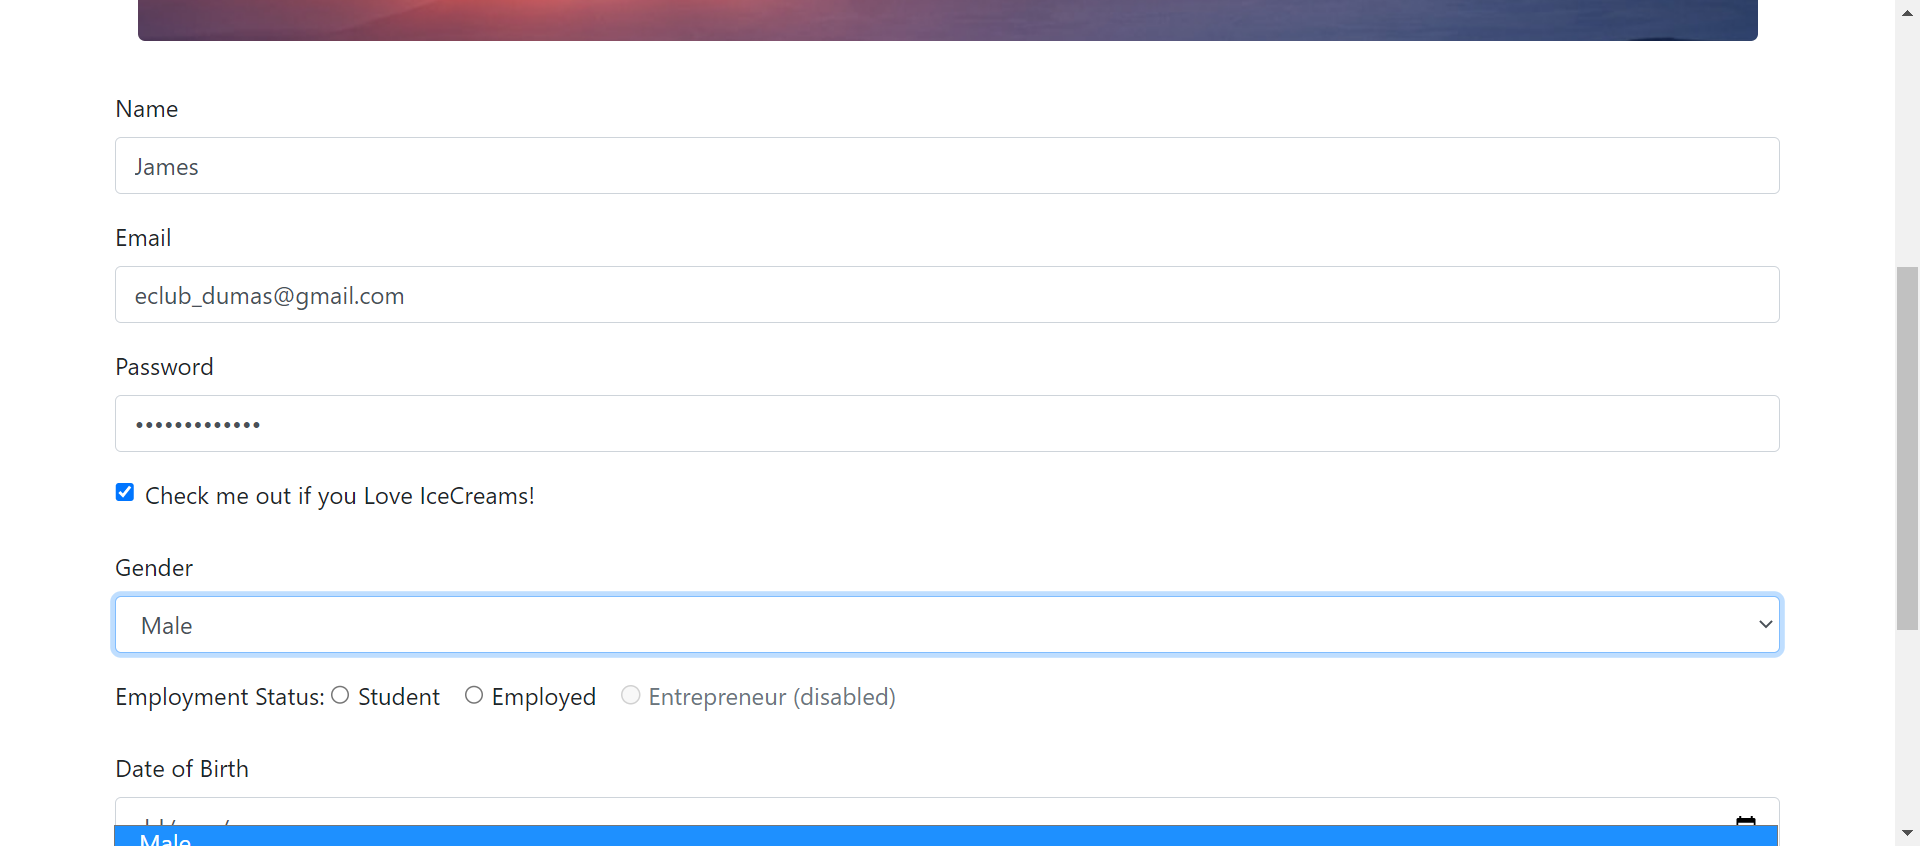 Name
James
Email
eclub_dumas@gmail.com
Password
•••••••••••••
Check me out if you Love IceCreams!
Gender
Male
Employment Status: Student Employed Entrepreneur (disabled)
Date of Birth
Male